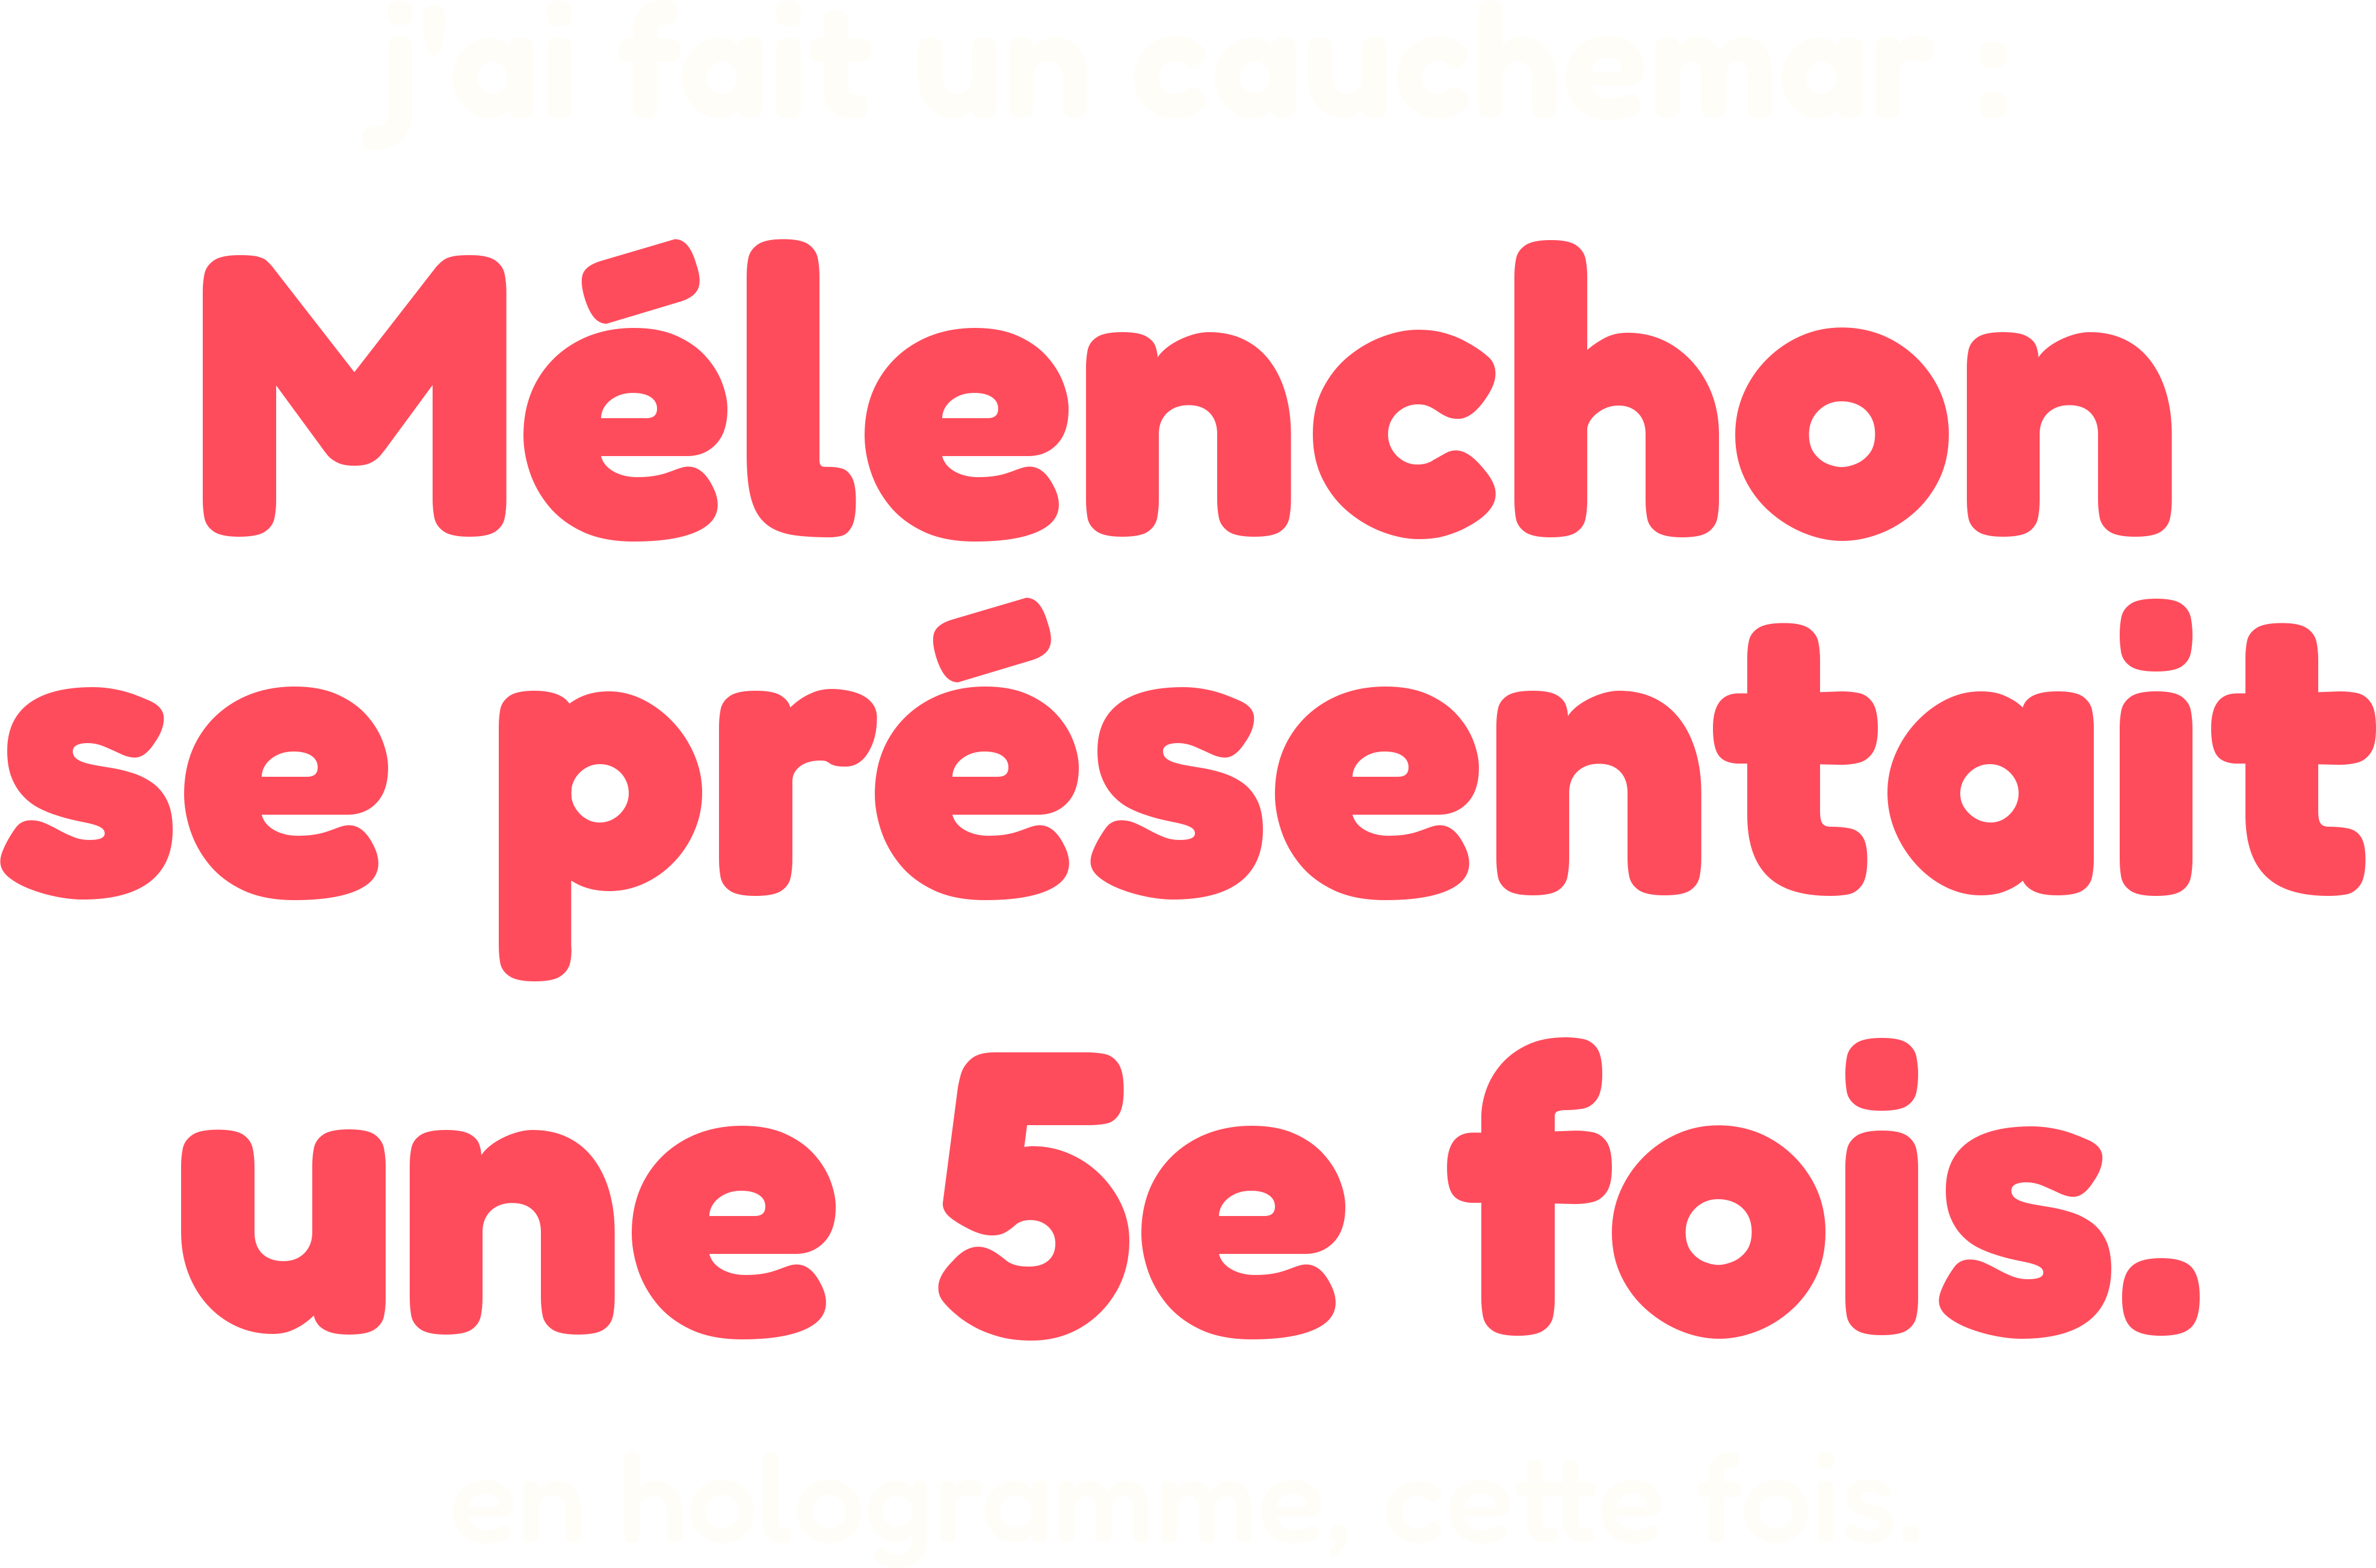 j'ai fait un cauchemar :
Mélenchon
se présentait
une 5e fois.
en hologramme, cette fois.